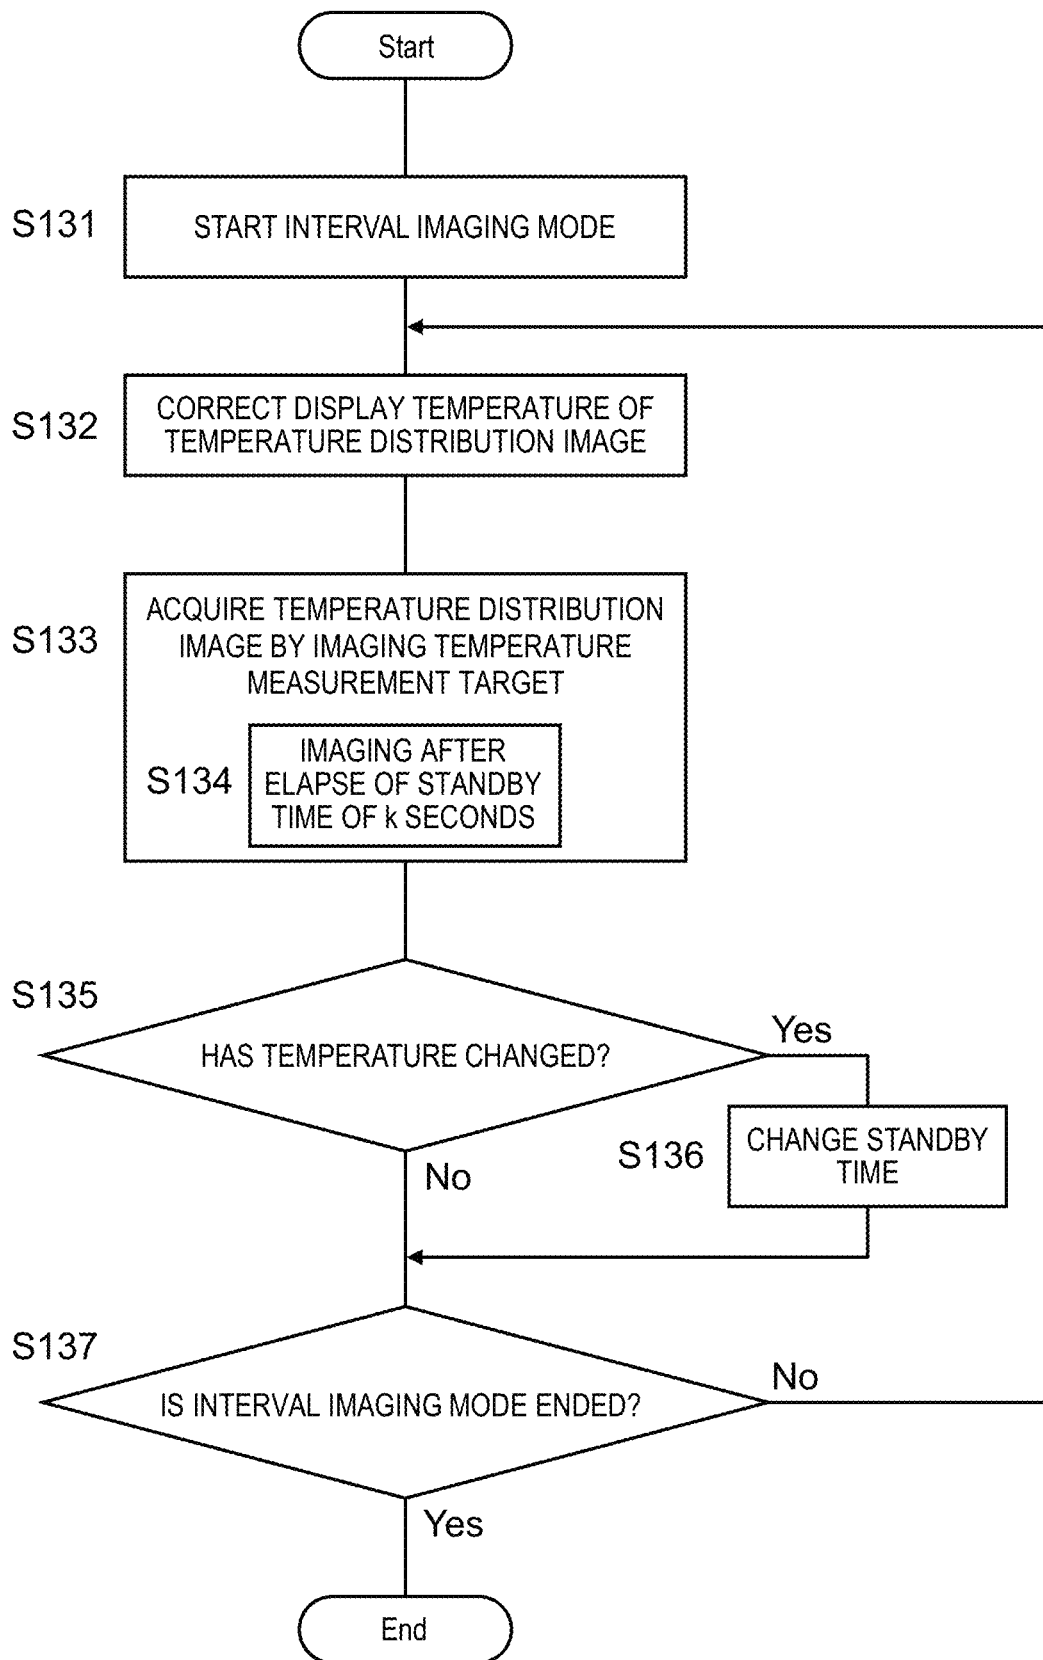 Start
S131
START INTERVAL IMAGING MODE
S132
CORRECT DISPLAY TEMPERATURE OF
TEMPERATURE DISTRIBUTION IMAGE
S133
ACQUIRE TEMPERATURE DISTRIBUTION
IMAGE BY IMAGING TEMPERATURE
MEASUREMENT TARGET
S134
IMAGING AFTER
ELAPSE OF STANDBY
TIME OF k SECONDS
S135
HAS TEMPERATURE CHANGED?
Yes
No
S136
CHANGE STANDBY
TIME
S137
IS INTERVAL IMAGING MODE ENDED?
No
Yes
End